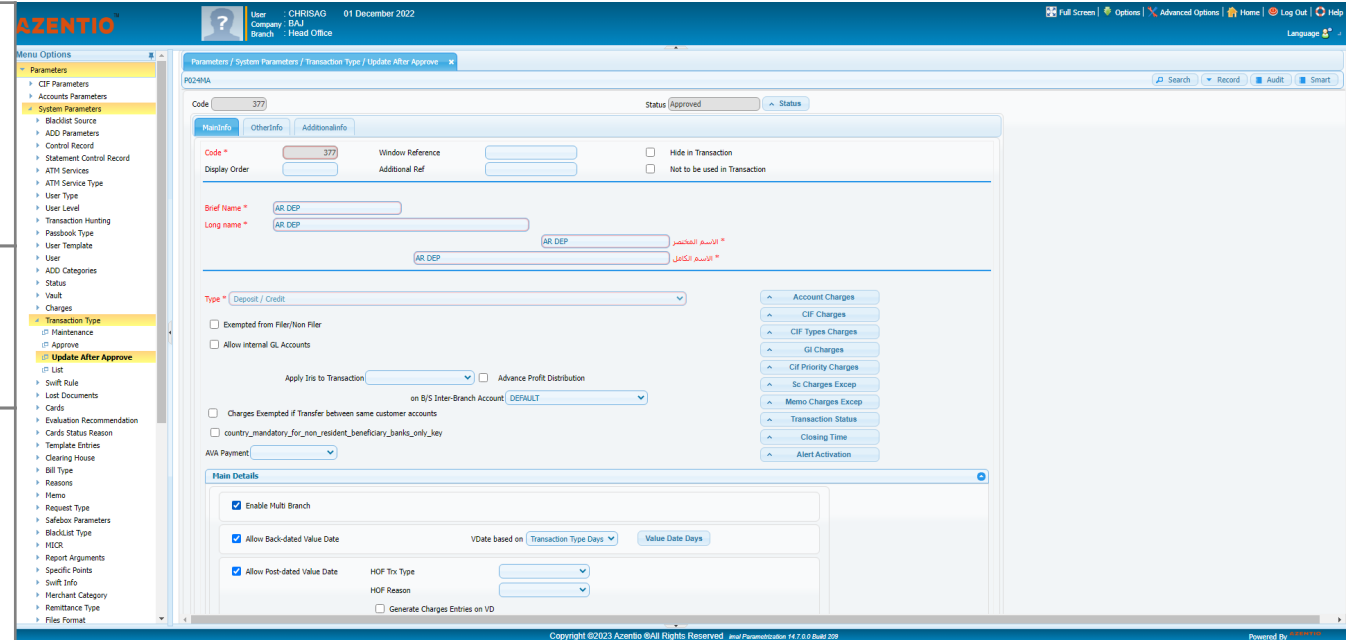 AZENTIO
User : CHRISAG 01 December 2022
Company : BAJ
Branch : Head Office
Full Screen | Options | Advanced Options | Home | Log Out | Help
Language
Menu Options
Parameters
CIF Parameters
Accounts Parameters
System Parameters
Blacklist Source
ADD Parameters
Control Record
Statement Control Record
ATM Services
ATM Service Type
User Type
User Level
Transaction Hunting
Passbook Type
User Template
User
ADD Categories
Status
Vault
Charges
Transaction Type
Maintenance
Approve
Update After Approve
List
Swift Rule
Lost Documents
Cards
Evaluation Recommendation
Cards Status Reason
Template Entries
Clearing House
Bill Type
Reasons
Memo
Request Type
Safebox Parameters
BlackList Type
MICR
Report Arguments
Specific Points
Swift Info
Merchant Category
Remittance Type
Files Format
Parameters / System Parameters / Transaction Type / Update After Approve x
P024MA
Search Record Audit Smart
Code 377 Status Approved Status
MainInfo OtherInfo Additionalinfo
Code * 377 Window Reference Hide in Transaction
Display Order Additional Ref Not to be used in Transaction
Brief Name * AR DEP
Long name * AR DEP
AR DEP الاسم المختصر *
AR DEP الاسم الكامل *
Type * Deposit / Credit
Exempted from Filer/Non Filer
Allow internal GL Accounts
Apply Iris to Transaction Advance Profit Distribution
on B/S Inter-Branch Account DEFAULT
Charges Exempted if Transfer between same customer accounts
country_mandatory_for_non_resident_beneficiary_banks_only_key
AVA Payment
Account Charges
CIF Charges
CIF Types Charges
Gl Charges
Cif Priority Charges
Sc Charges Excep
Memo Charges Excep
Transaction Status
Closing Time
Alert Activation
Main Details
Enable Multi Branch
Allow Back-dated Value Date VDate based on Transaction Type Days Value Date Days
Allow Post-dated Value Date HOF Trx Type
HOF Reason
Generate Charges Entries on VD
Copyright ©2023 Azentio ®All Rights Reserved imal Parametrization 14.7.0.0 Build 209
Powered By AZENTIO